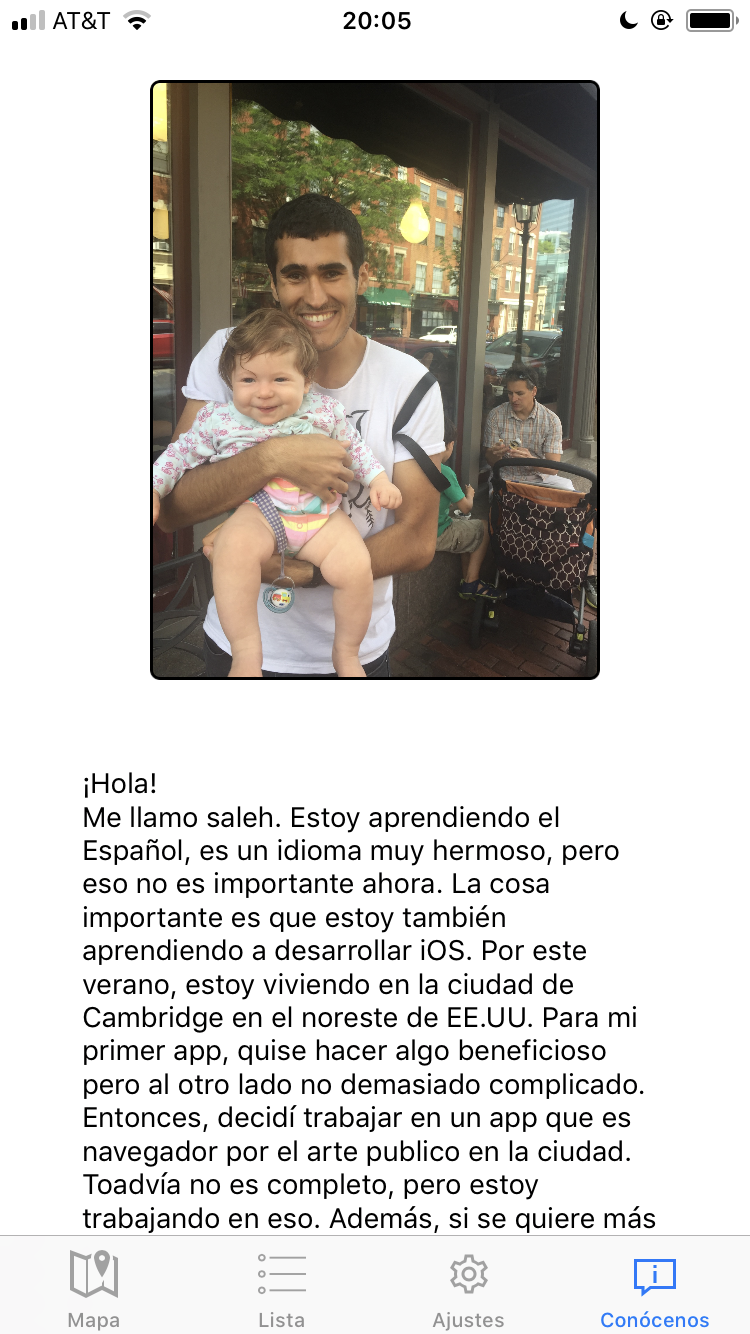 AT&T
20:05
¡Hola!
Me llamo saleh. Estoy aprendiendo el
Español, es un idioma muy hermoso, pero
eso no es importante ahora. La cosa
importante es que estoy también
aprendiendo a desarrollar iOS. Por este
verano, estoy viviendo en la ciudad de
Cambridge en el noreste de EE.UU. Para mi
primer app, quise hacer algo beneficioso
pero al otro lado no demasiado complicado.
Entonces, decidí trabajar en un app que es
navegador por el arte publico en la ciudad.
Toadvía no es completo, pero estoy
trabajando en eso. Además, si se quiere más
Mapa
Lista
Ajustes
Conócenos